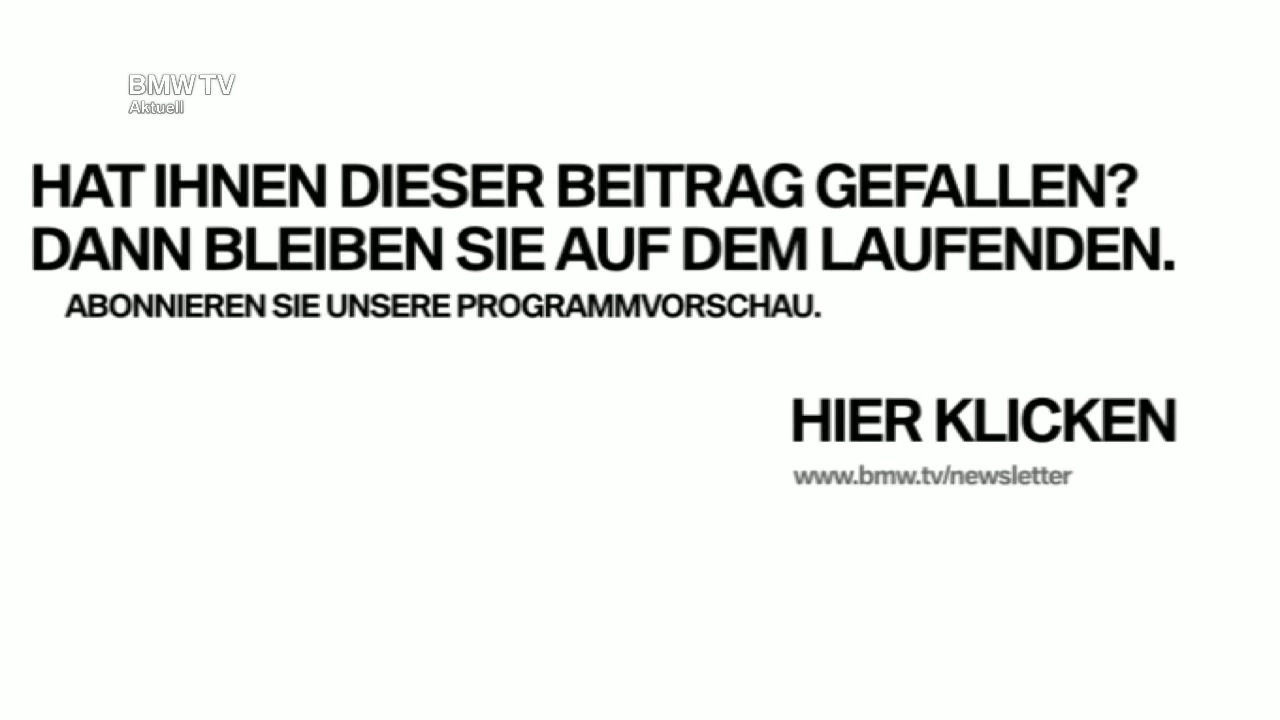 BMW TV
Aktuell
HAT IHNEN DIESER BEITRAG GEFALLEN?
DANN BLEIBEN SIE AUF DEM LAUFENDEN.
ABONNIEREN SIE UNSERE PROGRAMMVORSCHAU.
HIER KLICKEN
www.bmw.tv/newsletter